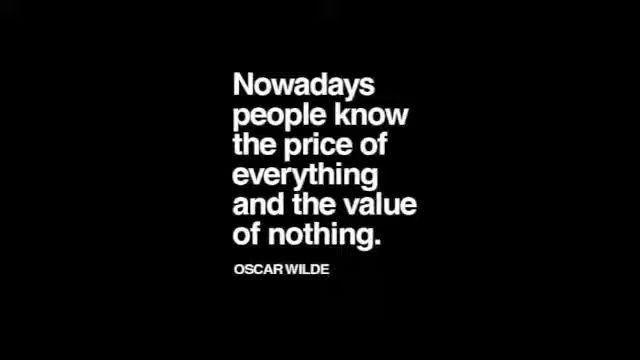 Nowadays
people know
the price of
everything
and the value
of nothing.
OSCAR WILDE